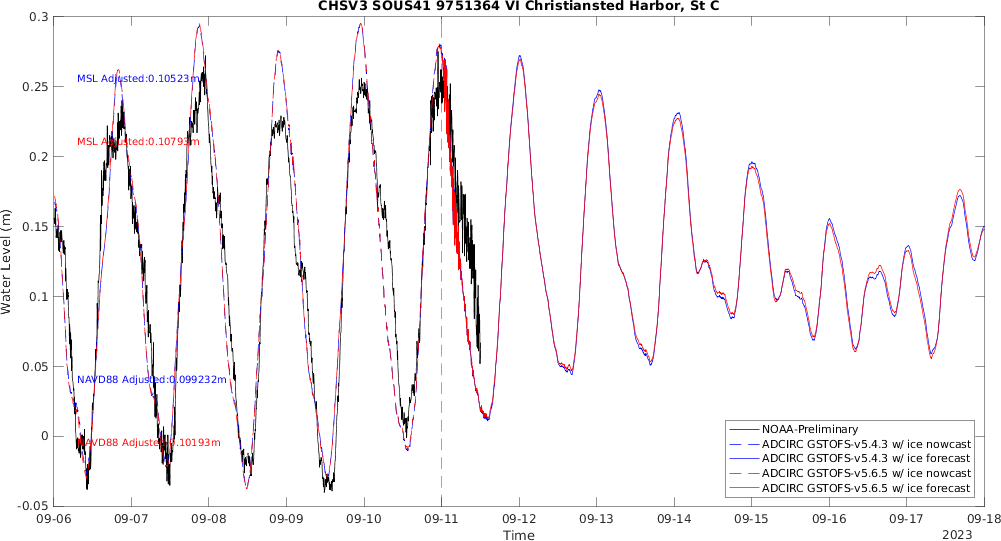 CHSV3 SOUS41 9751364 VI Christiansted Harbor, St C
0.3
0.25
0.2
0.15
0.1
0.05
0
-0.05
Water Level (m)
MSL Adjusted:0.10523m
MSL Adjusted:0.10793m
NAVD88 Adjusted:0.099232m
NAVD88 Adjusted:0.10193m
NOAA-Preliminary
ADCIRC GSTOFS-v5.4.3 w/ ice nowcast
ADCIRC GSTOFS-v5.4.3 w/ ice forecast
ADCIRC GSTOFS-v5.6.5 w/ ice nowcast
ADCIRC GSTOFS-v5.6.5 w/ ice forecast
09-06 09-07 09-08 09-09 09-10 09-11 09-12 09-13 09-14 09-15 09-16 09-17 09-18
Time
2023